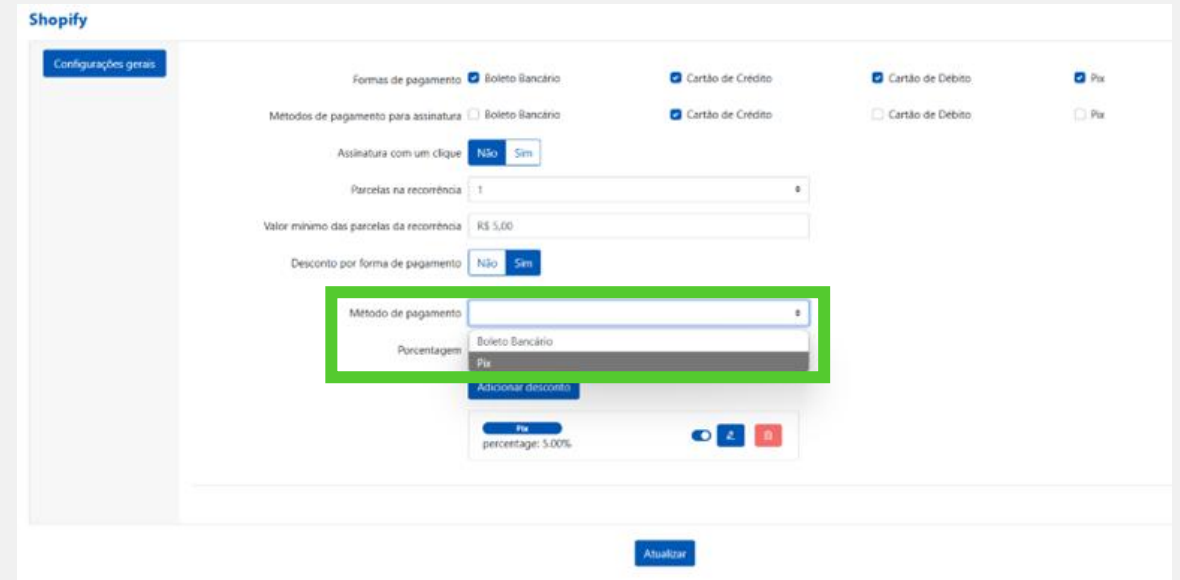 Shopify
Configurações gerais
Formas de pagamento Boleto Bancário Cartão de Crédito Cartão de Débito Pix
Métodos de pagamento para assinatura Boleto Bancário Cartão de Crédito Cartão de Débito Pix
Assinatura com um clique Não Sim
Parcelas na recorrência 1
Valor mínimo das parcelas da recorrência R$ 5,00
Desconto por forma de pagamento Não Sim
Método de pagamento
Boleto Bancário
Porcentagem
Pix
Adicionar desconto
Pix
percentage: 5.00%
Atualizar